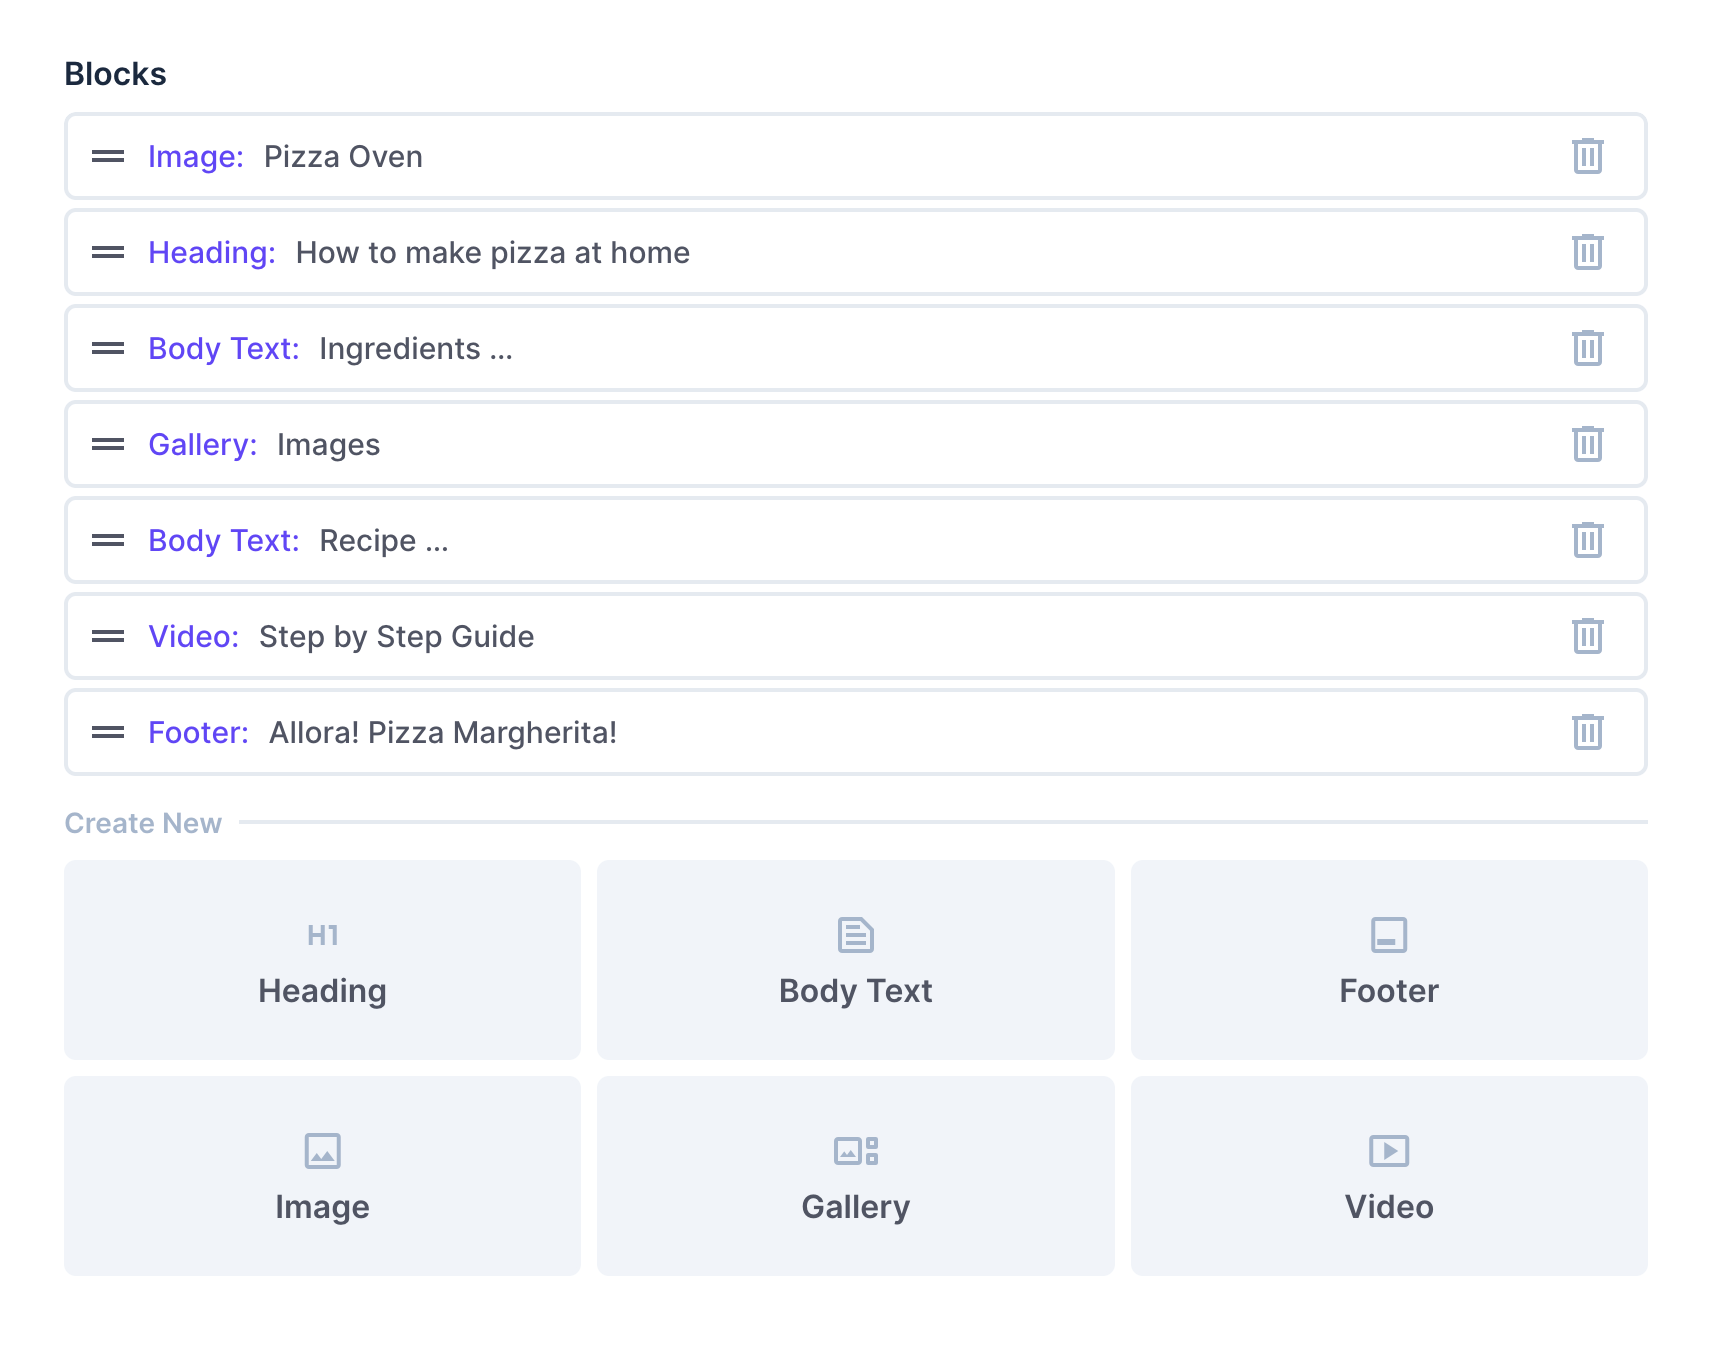 Blocks
Image: Pizza Oven
Heading: How to make pizza at home
Body Text: Ingredients ...
Gallery: Images
Body Text: Recipe ...
Video: Step by Step Guide
Footer: Allora! Pizza Margherita!
Create New
H1
Heading
Body Text
Footer
Image
Gallery
Video